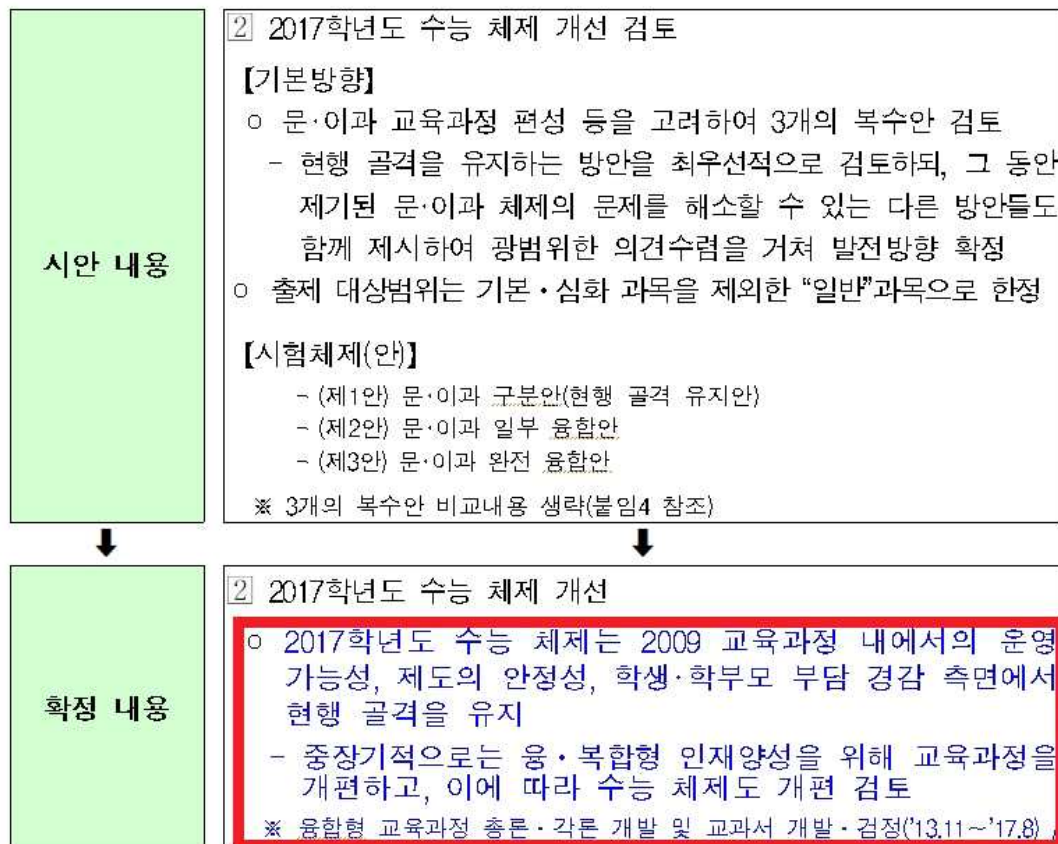 시안 내용
2 2017학년도 수능 체제 개선 검토
【기본방향】
○ 문·이과 교육과정 편성 등을 고려하여 3개의 복수안 검토
- 현행 골격을 유지하는 방안을 최우선적으로 검토하되, 그 동안
제기된 문·이과 체제의 문제를 해소할 수 있는 다른 방안들도
함께 제시하여 광범위한 의견수렴을 거쳐 발전방향 확정
○ 출제 대상범위는 기본·심화 과목을 제외한 “일반”과목으로 한정
【시험체제(안)】
- (제1안) 문·이과 구분안(현행 골격 유지안)
- (제2안) 문·이과 일부 융합안
- (제3안) 문·이과 완전 융합안
※ 3개의 복수안 비교내용 생략(붙임4 참조)
확정 내용
2 2017학년도 수능 체제 개선
○ 2017학년도 수능 체제는 2009 교육과정 내에서의 운영
가능성, 제도의 안정성, 학생·학부모 부담 경감 측면에서
현행 골격을 유지
- 중장기적으로는 융·복합형 인재양성을 위해 교육과정을
개편하고, 이에 따라 수능 체제도 개편 검토
※ 융합형 교육과정 총론·각론 개발 및 교과서 개발·검정('13.11~'17.8) ,